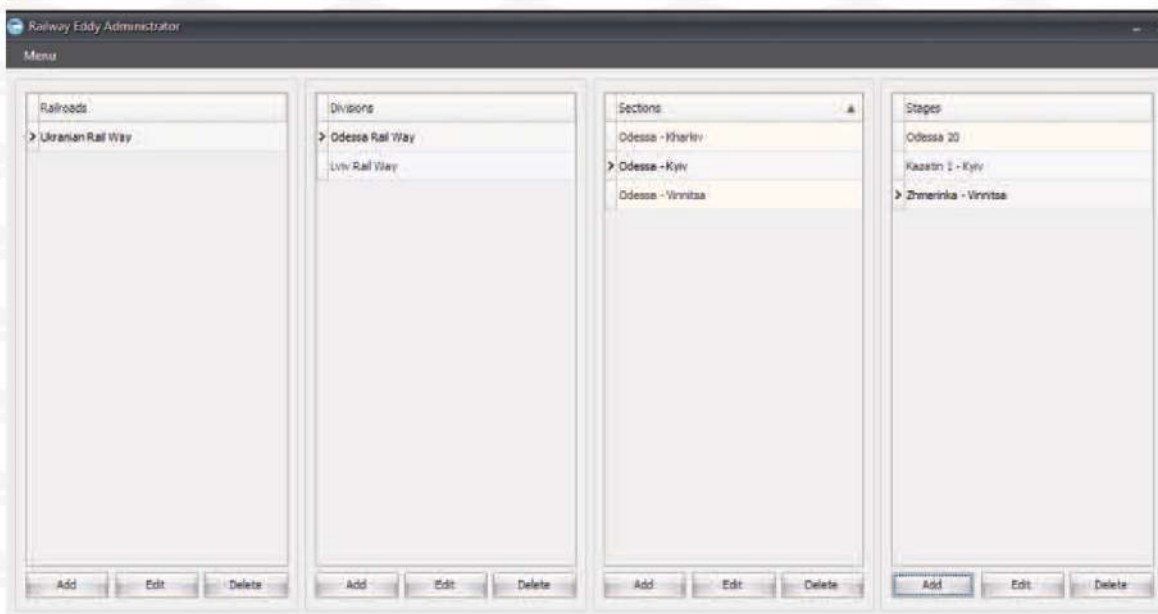 Railway Eddy Administrator
Menu
Railroads
Ukranian Rail Way
Add Edit Delete
Divisions
Odessa Rail Way
Lviv Rail Way
Add Edit Delete
Sections
Odessa - Kharkiv
Odessa - Kyiv
Odessa - Vinnitsa
Add Edit Delete
Stages
Odessa 20
Kazatin 1 - Kyiv
Zhmerinka - Vinnitsa
Add Edit Delete